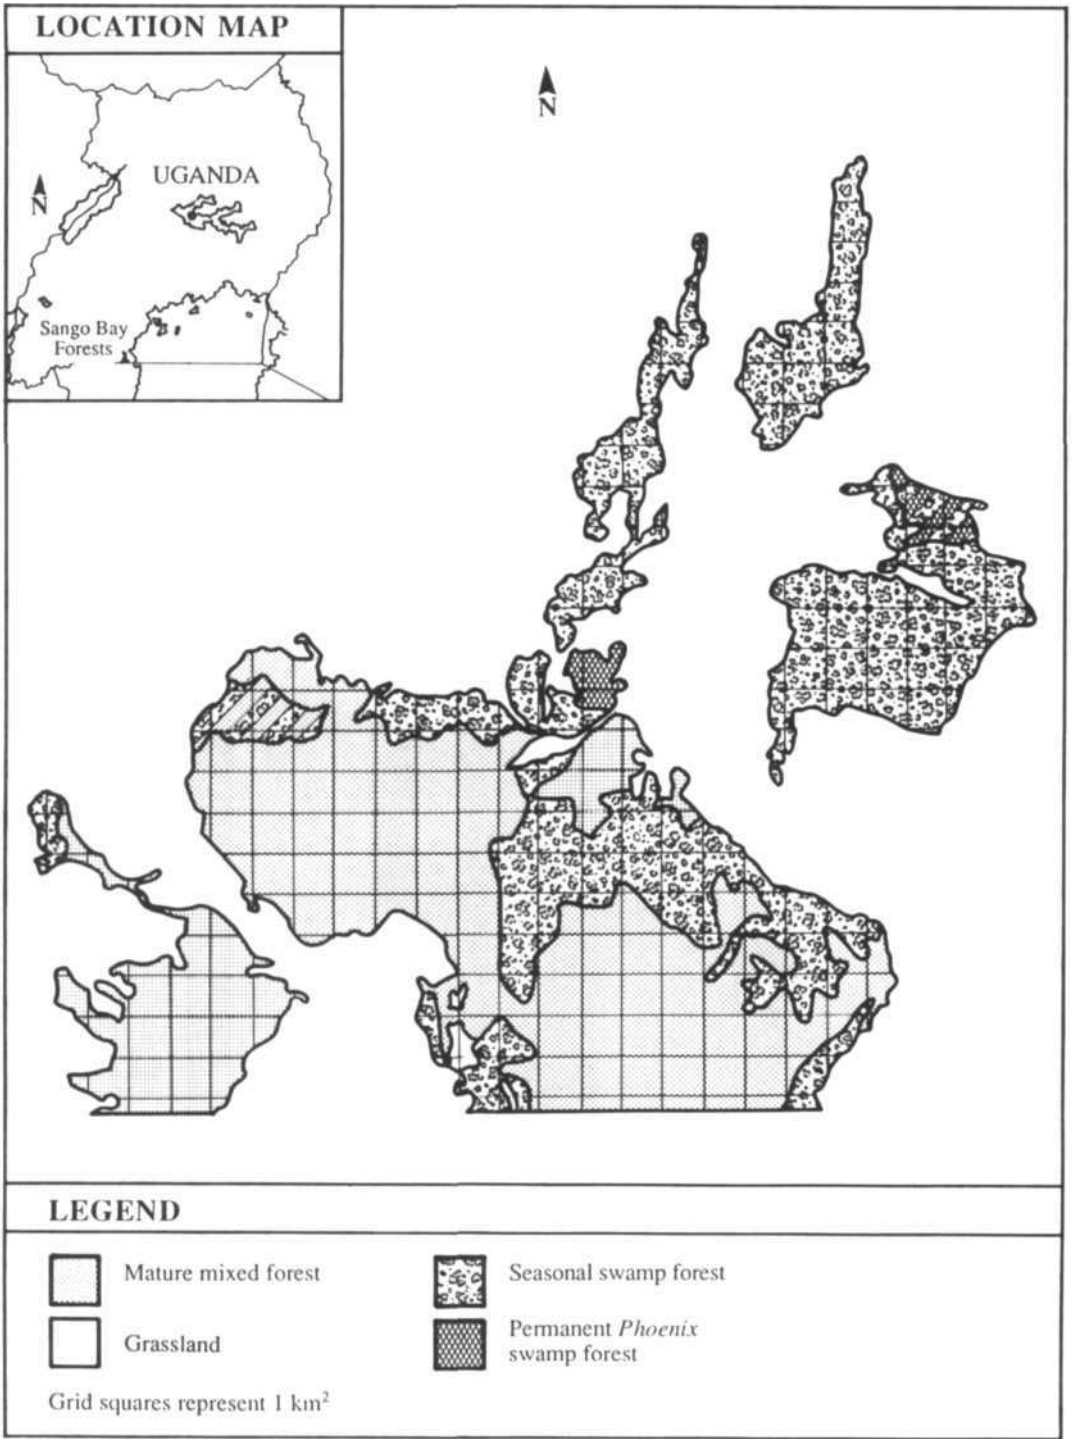 LOCATION MAP
N
UGANDA
N
Sango Bay
Forests
LEGEND
Mature mixed forest
Seasonal swamp forest
Grassland
Permanent Phoenix
swamp forest
Grid squares represent 1 km²